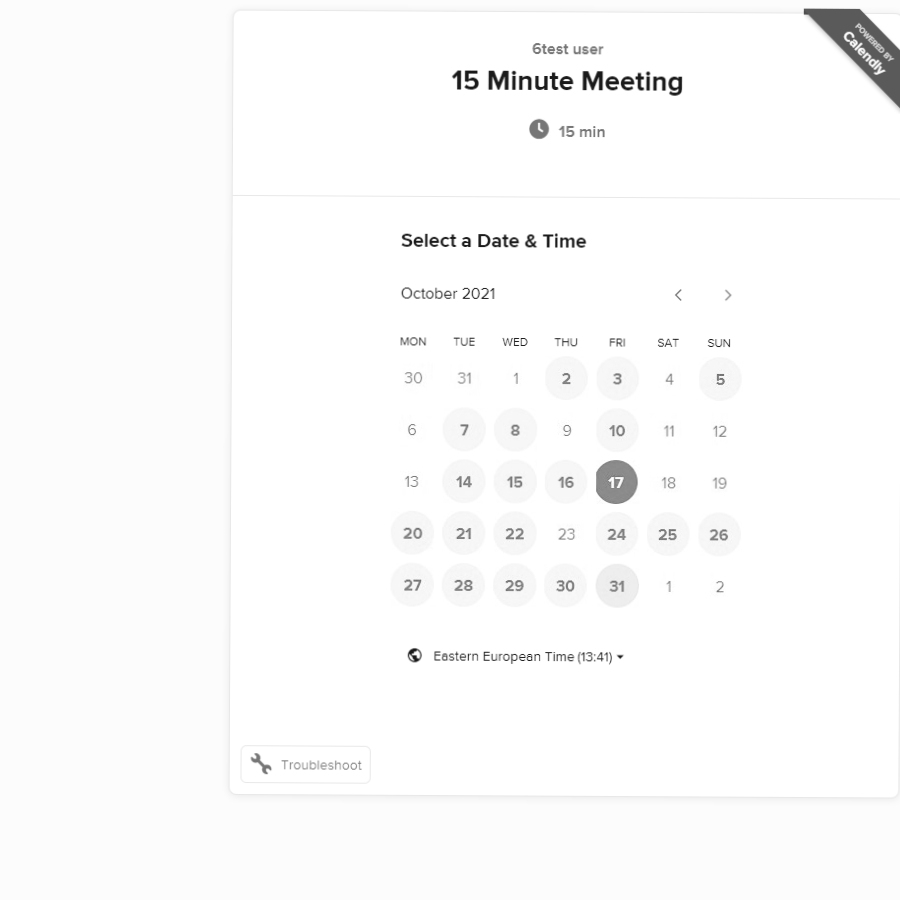 6test user
POWERED BY
Calendly
15 Minute Meeting
15 min
Select a Date & Time
October 2021
MON TUE WED THU FRI SAT SUN
30 31 1 2 3 4 5
6 7 8 9 10 11 12
13 14 15 16 17 18 19
20 21 22 23 24 25 26
27 28 29 30 31 1 2
Eastern European Time (13:41)
Troubleshoot